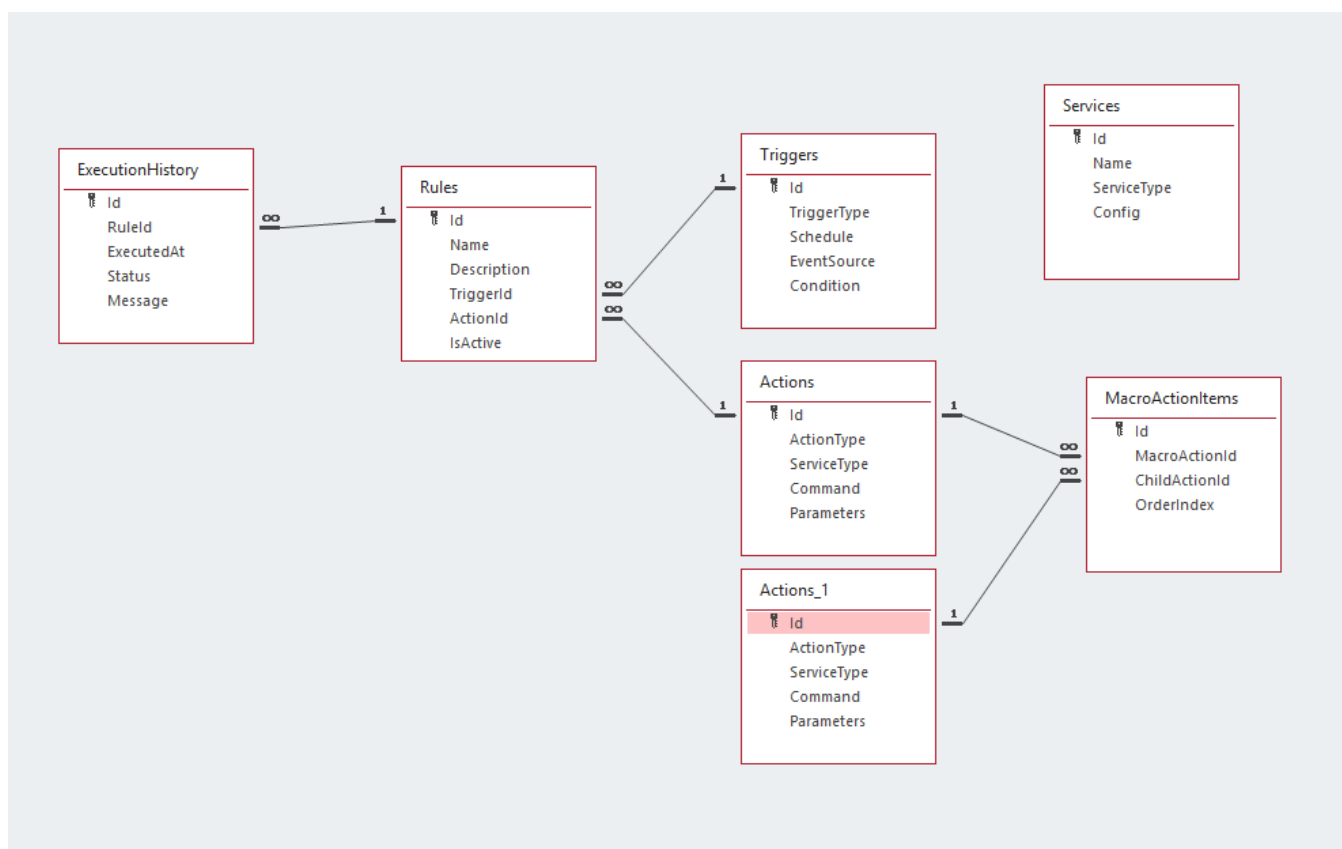 ExecutionHistory
Id
RuleId
ExecutedAt
Status
Message
∞
1
Rules
Id
Name
Description
TriggerId
ActionId
IsActive
∞
∞
1
1
Triggers
Id
TriggerType
Schedule
EventSource
Condition
Services
Id
Name
ServiceType
Config
Actions
Id
ActionType
ServiceType
Command
Parameters
1
∞
∞
1
MacroActionItems
Id
MacroActionId
ChildActionId
OrderIndex
Actions_1
Id
ActionType
ServiceType
Command
Parameters